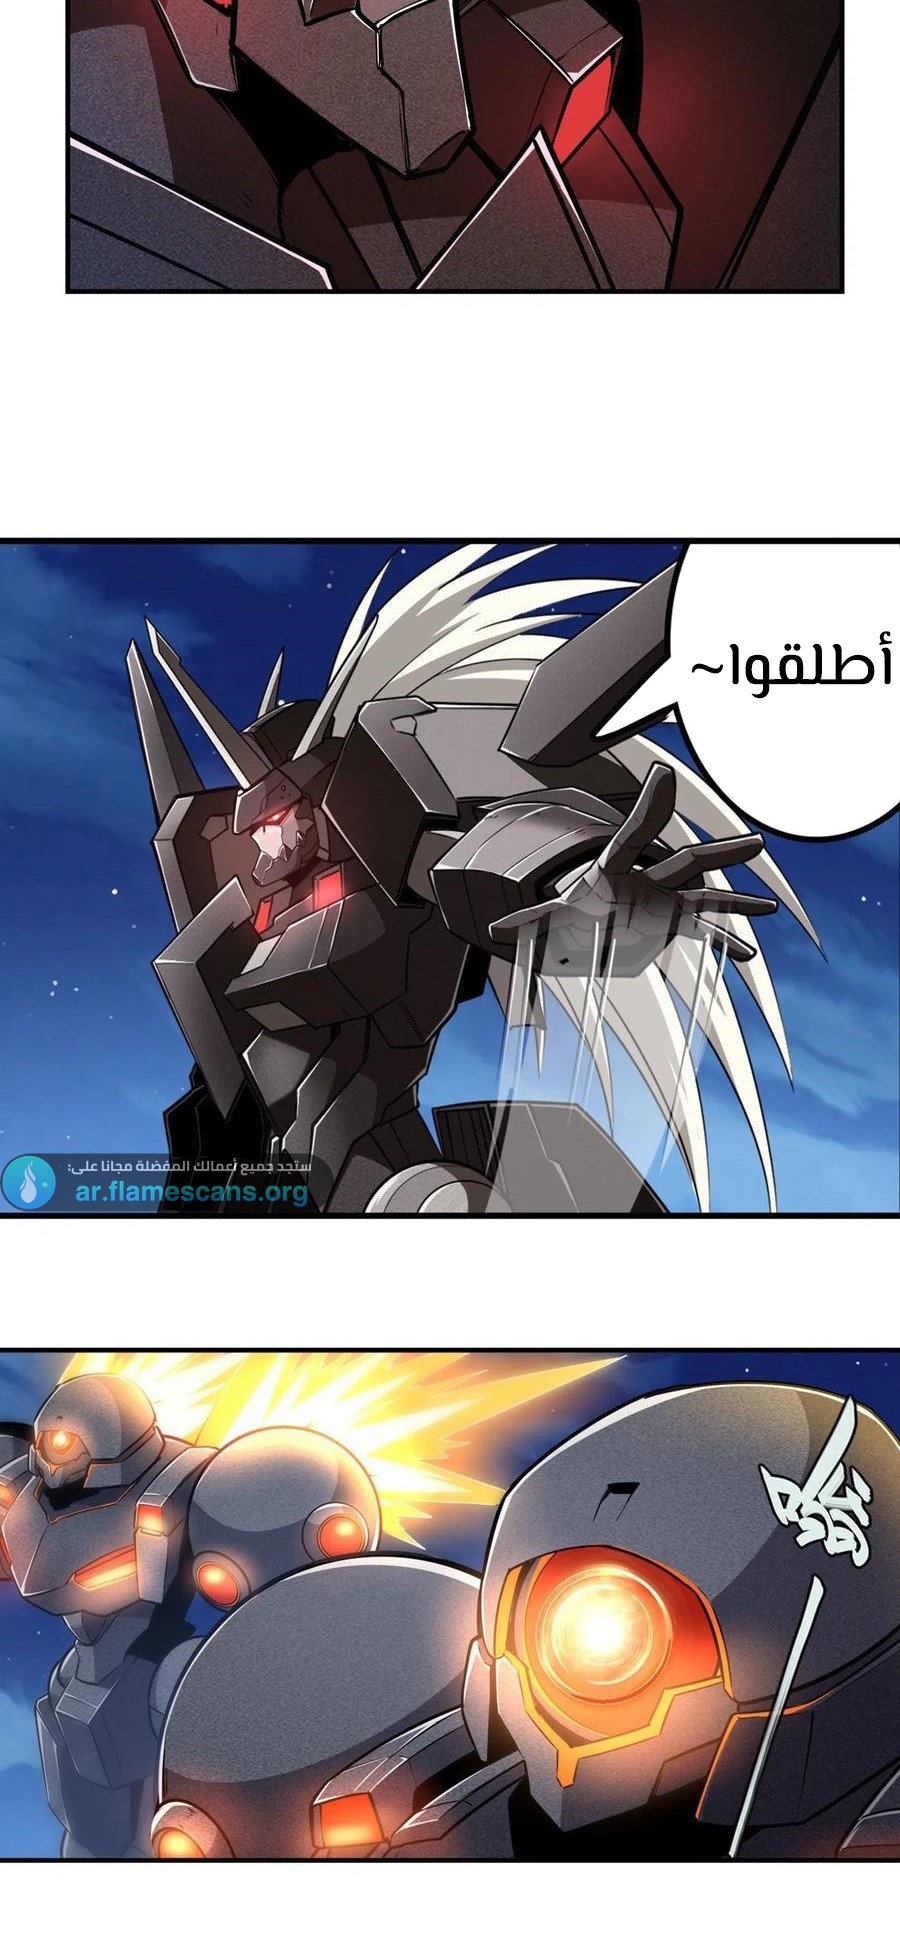 أطلقوا~
ستجد جميع أعمالك المفضلة مجانا على:
ar.flamescans.org